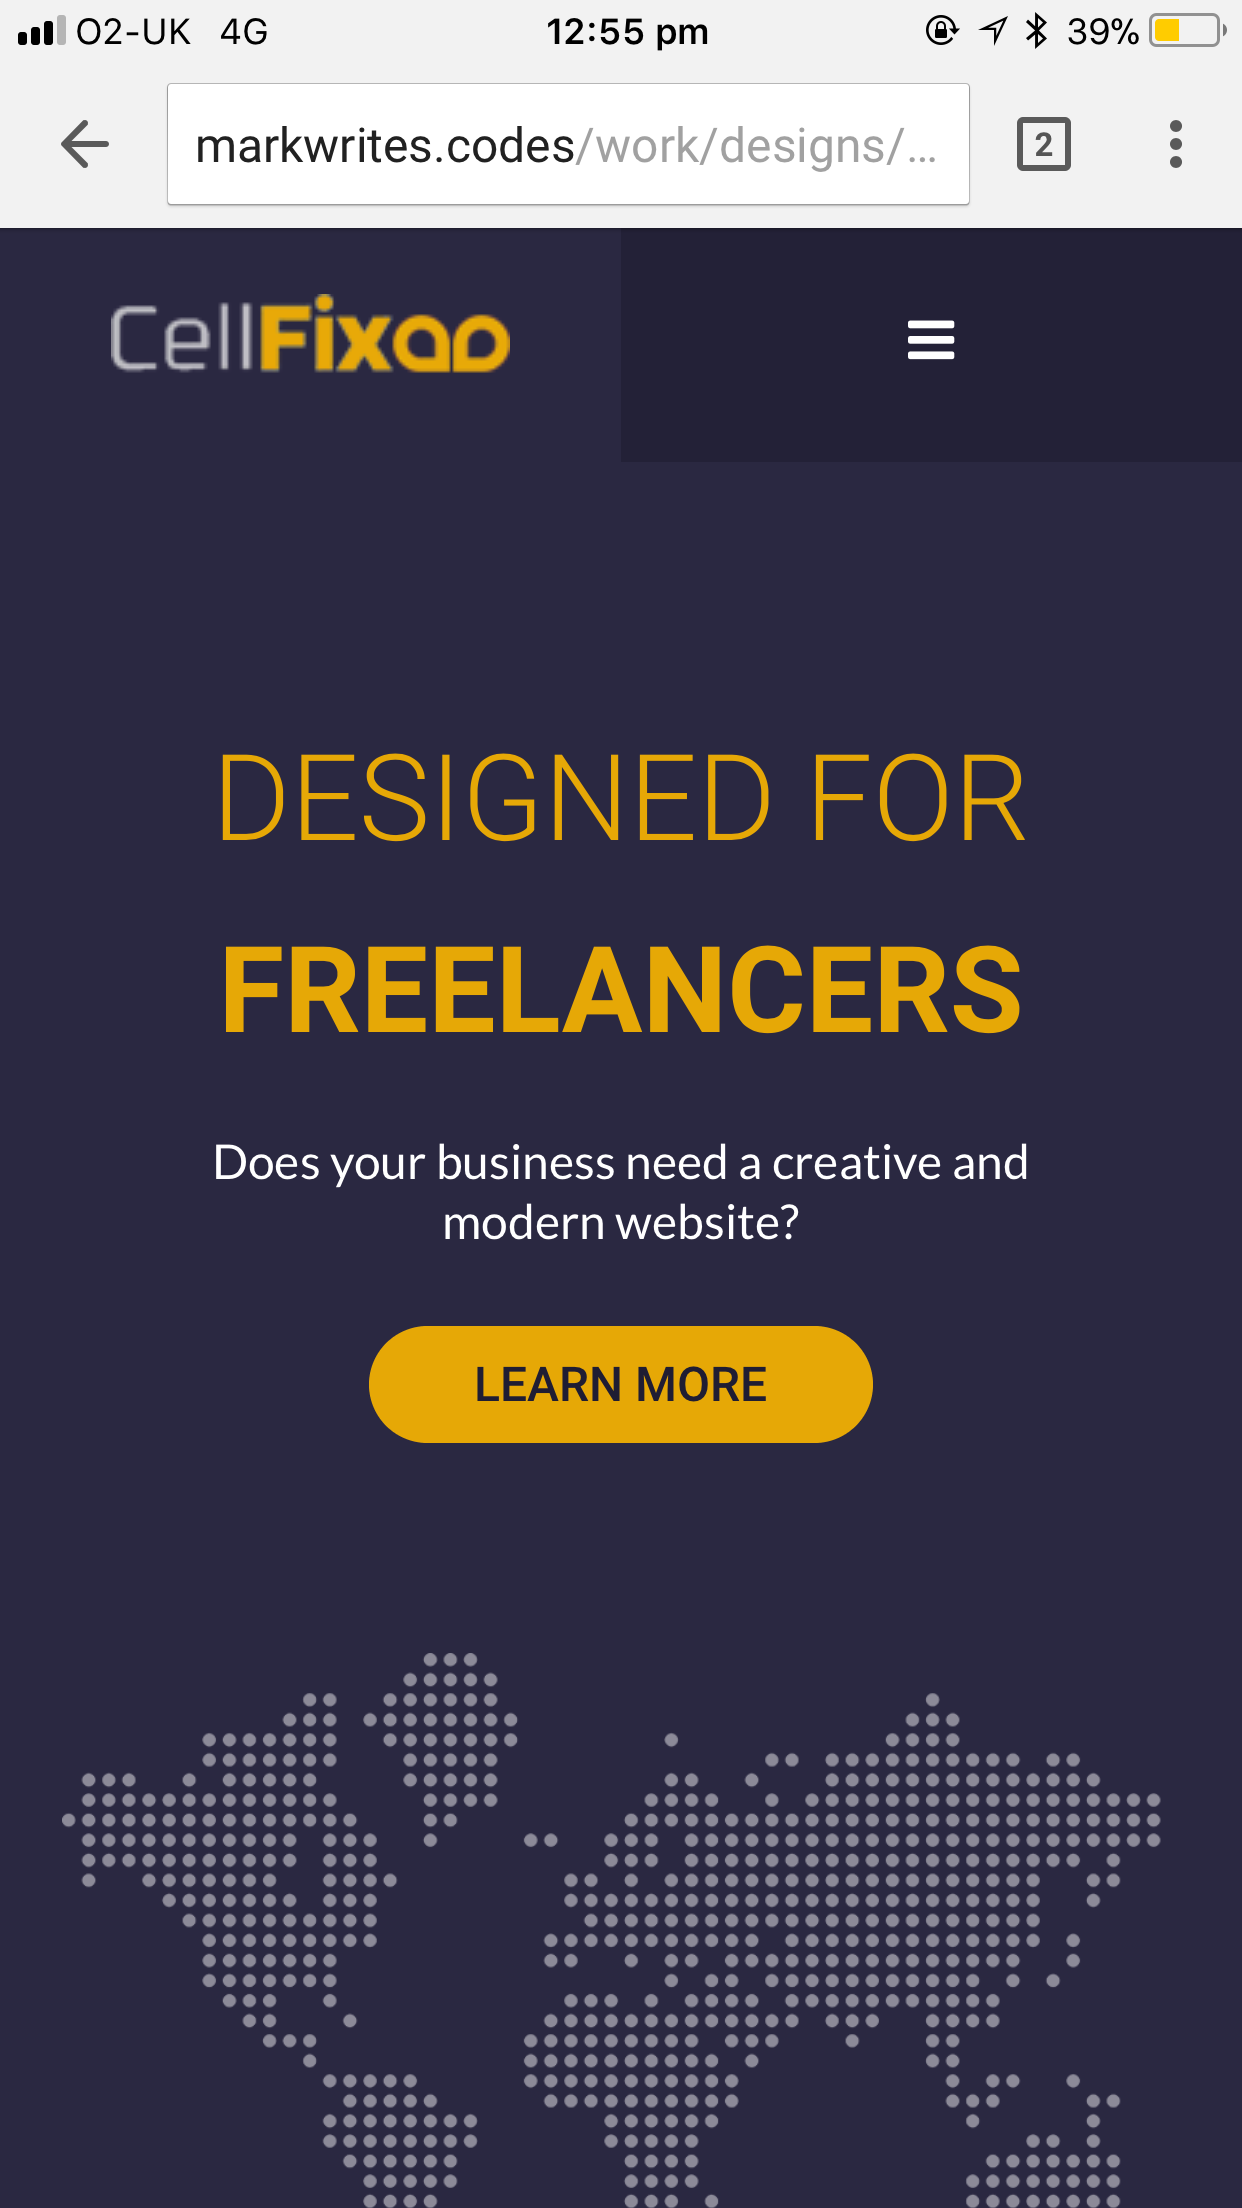 O2-UK 4G 12:55 pm 39%
markwrites.codes/work/designs/... 2
CellFixao
DESIGNED FOR
FREELANCERS
Does your business need a creative and
modern website?
LEARN MORE